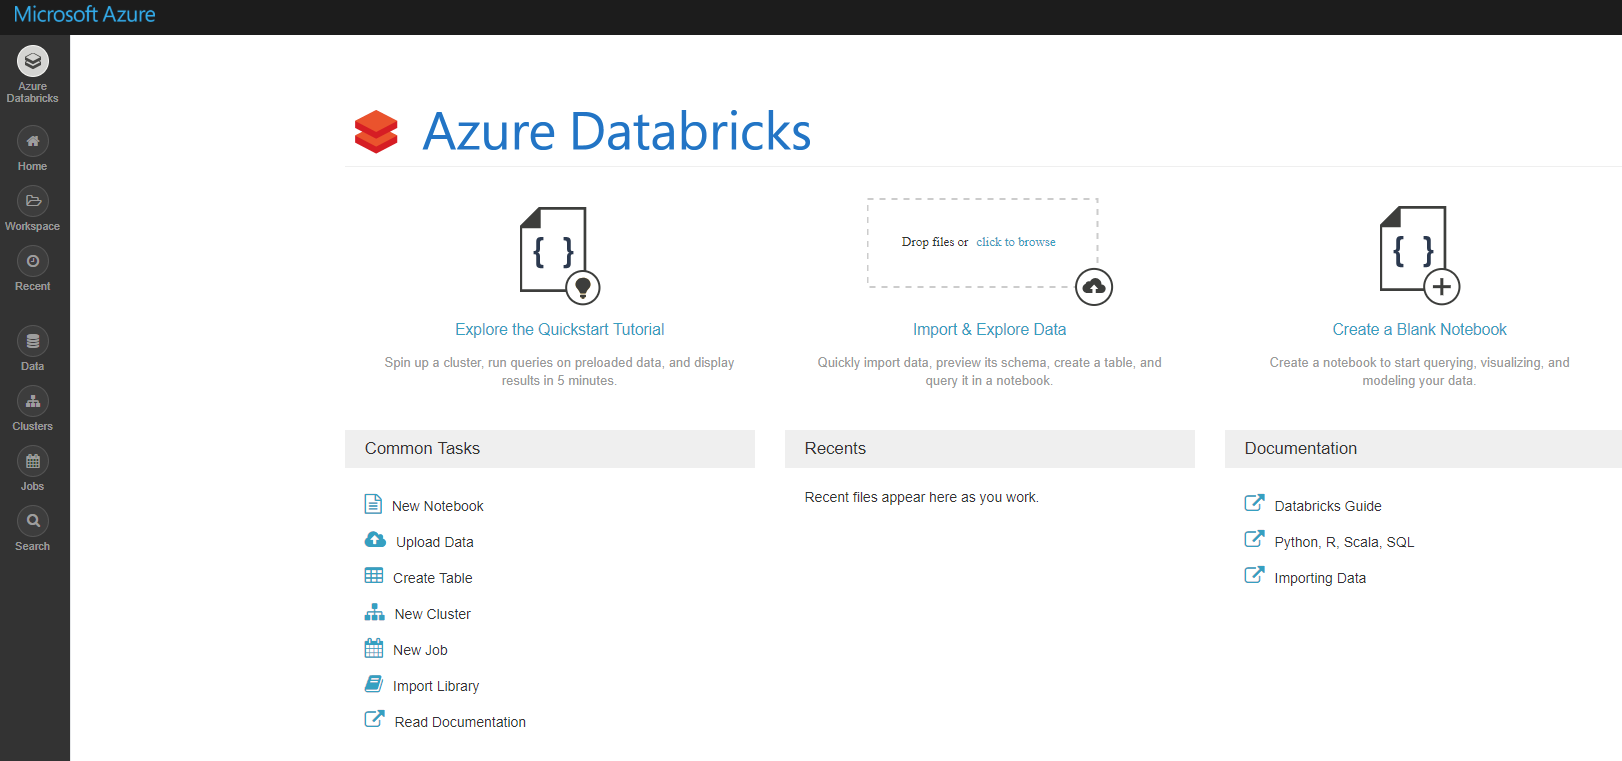 Microsoft Azure
Azure
Databricks
Home
Workspace
Recent
Data
Clusters
Jobs
Search
Azure Databricks
{ }
Drop files or click to browse
{ }
Explore the Quickstart Tutorial
Import & Explore Data
Create a Blank Notebook
Spin up a cluster, run queries on preloaded data, and display
results in 5 minutes.
Quickly import data, preview its schema, create a table, and
query it in a notebook.
Create a notebook to start querying, visualizing, and
modeling your data.
Common Tasks
New Notebook
Upload Data
Create Table
New Cluster
New Job
Import Library
Read Documentation
Recents
Recent files appear here as you work.
Documentation
Databricks Guide
Python, R, Scala, SQL
Importing Data